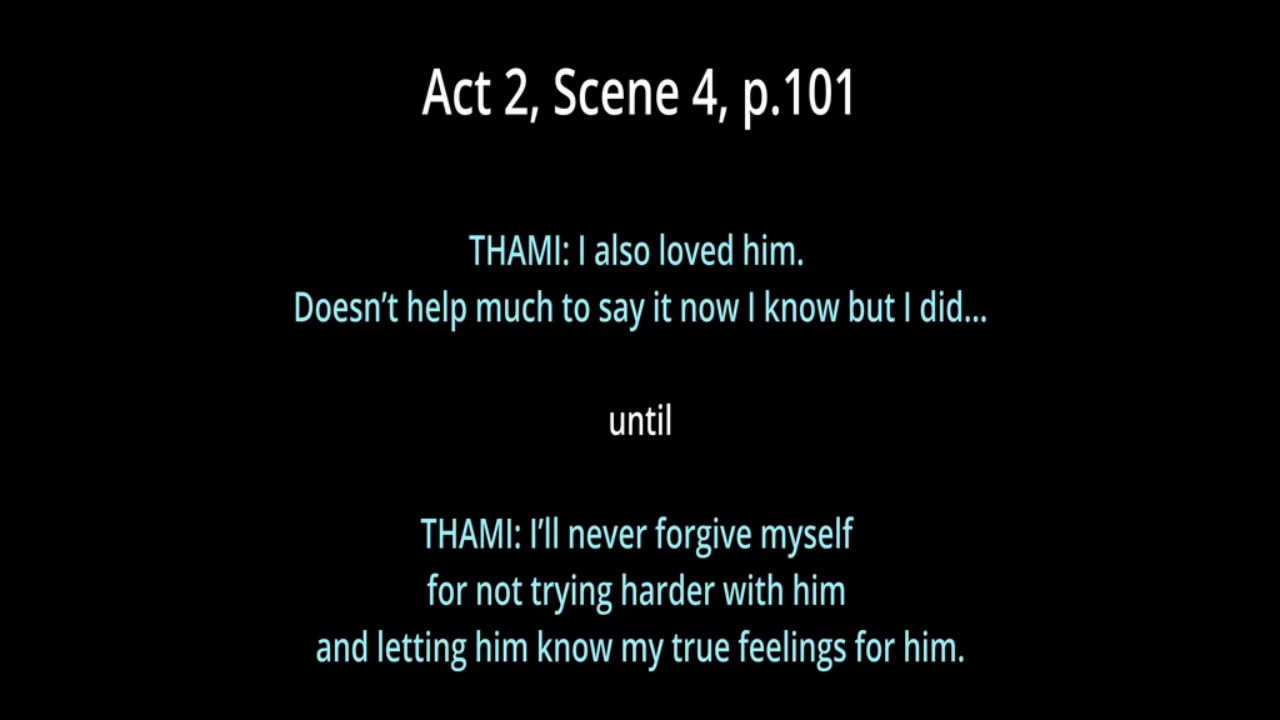 Act 2, Scene 4, p.101
THAMI: I also loved him.
Doesn’t help much to say it now I know but I did...
until
THAMI: I’ll never forgive myself
for not trying harder with him
and letting him know my true feelings for him.